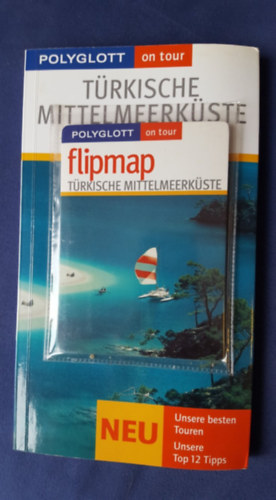 POLYGLOTT on tour
TÜRKISCHE
MITTELMEERKÜSTE
POLYGLOTT on tour
flipmap
TÜRKISCHE MITTELMEERKÜSTE
NEU
Unsere besten
Touren
Unsere
Top 12 Tipps